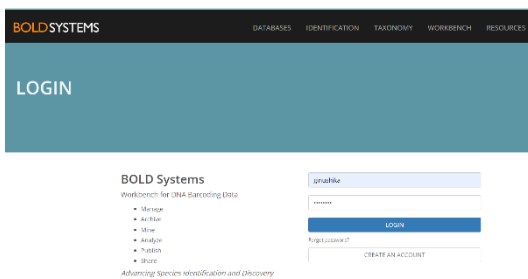 BOLDSYSTEMS
DATABASES IDENTIFICATION TAXONOMY WORKBENCH RESOURCES
LOGIN
BOLD Systems
Workbench for DNA Barcoding Data
• Manage
• Archive
• Mine
• Analyze
• Publish
• Share
Advancing Species Identification and Discovery
ginushika
••••••••
LOGIN
Forgot password?
CREATE AN ACCOUNT